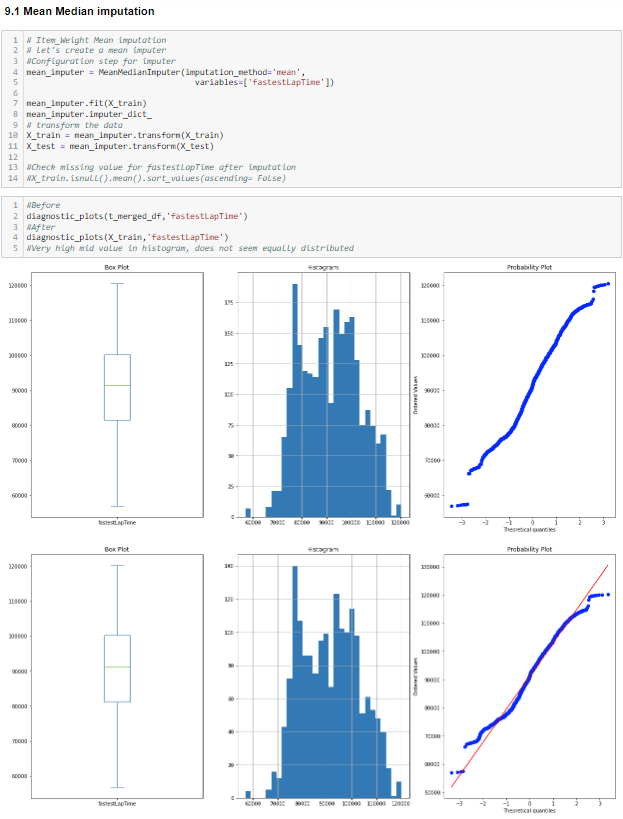 9.1 Mean Median imputation
1 # Item_Weight Mean imputation
2 # Let's create a mean imputer
3 #Configuration step for imputer
4 mean_imputer = MeanMedianImputer(imputation_method='mean',
5 variables=['fastestLapTime'])
6
7 mean_imputer.fit(X_train)
8 mean_imputer.imputer_dict_
9 # transform the data
10 X_train = mean_imputer.transform(X_train)
11 X_test = mean_imputer.transform(X_test)
12
13 #Check missing value for fastestLapTime after imputation
14 #X_train.isnull().mean().sort_values(ascending= False)
1 #Before
2 diagnostic_plots(t_merged_df,'fastestLapTime')
3 #After
4 diagnostic_plots(X_train,'fastestLapTime')
5 #Very high mid value in histogram, does not seem equally distributed
Box Plot
120000
110000
100000
90000
80000
70000
60000
fastestLapTime
Histogram
175
150
125
100
75
50
25
0
60000 70000 80000 90000 100000 110000 120000
Probability Plot
Ordered Values
120000
110000
100000
90000
80000
70000
60000
-3 -2 -1 0 1 2 3
Theoretical quantiles
Box Plot
120000
110000
100000
90000
80000
70000
60000
fastestLapTime
Histogram
140
120
100
80
60
40
20
0
60000 70000 80000 90000 100000 110000 120000
Probability Plot
Ordered Values
130000
120000
110000
100000
90000
80000
70000
60000
50000
-3 -2 -1 0 1 2 3
Theoretical quantiles